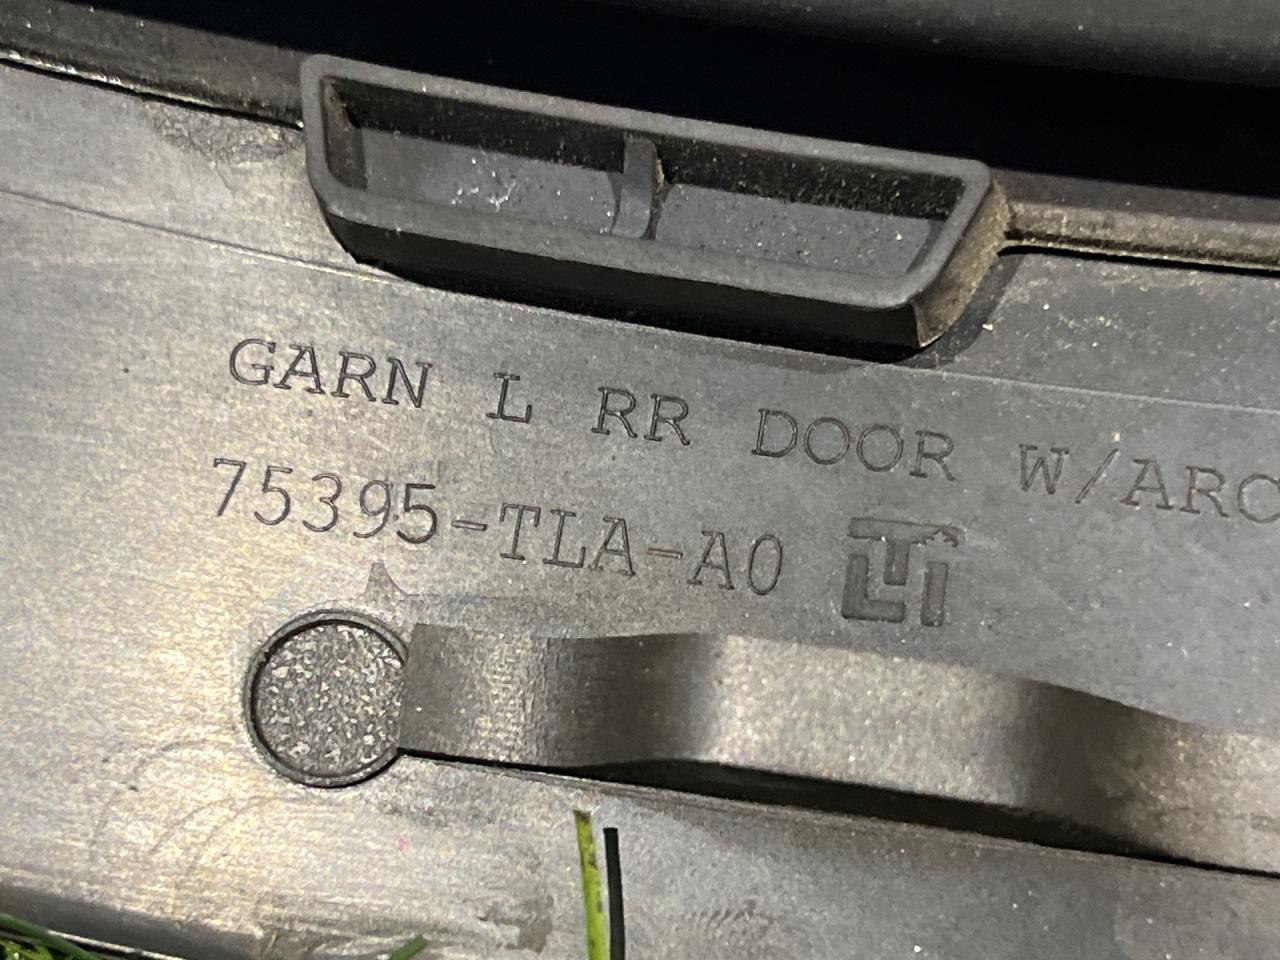 GARN L RR DOOR W/ARC
75395-TLA-A0